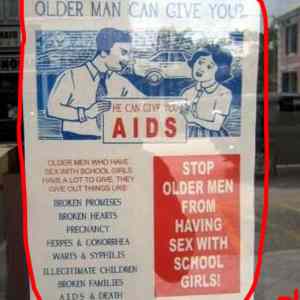 OLDER MAN CAN GIVE YOU?
HE CAN GIVE YOU
AIDS
OLDER MEN WHO HAVE
SEX WITH SCHOOL GIRLS
HAVE A LOT TO GIVE. THEY
GIVE OUT THINGS LIKE:
BROKEN PROMISES
BROKEN HEARTS
PREGNANCY
HERPES & GONORRHEA
WARTS & SYPHILIS
ILLEGITIMATE CHILDREN
BROKEN FAMILIES
AIDS & DEATH
STOP
OLDER MEN
FROM
HAVING
SEX WITH
SCHOOL
GIRLS!